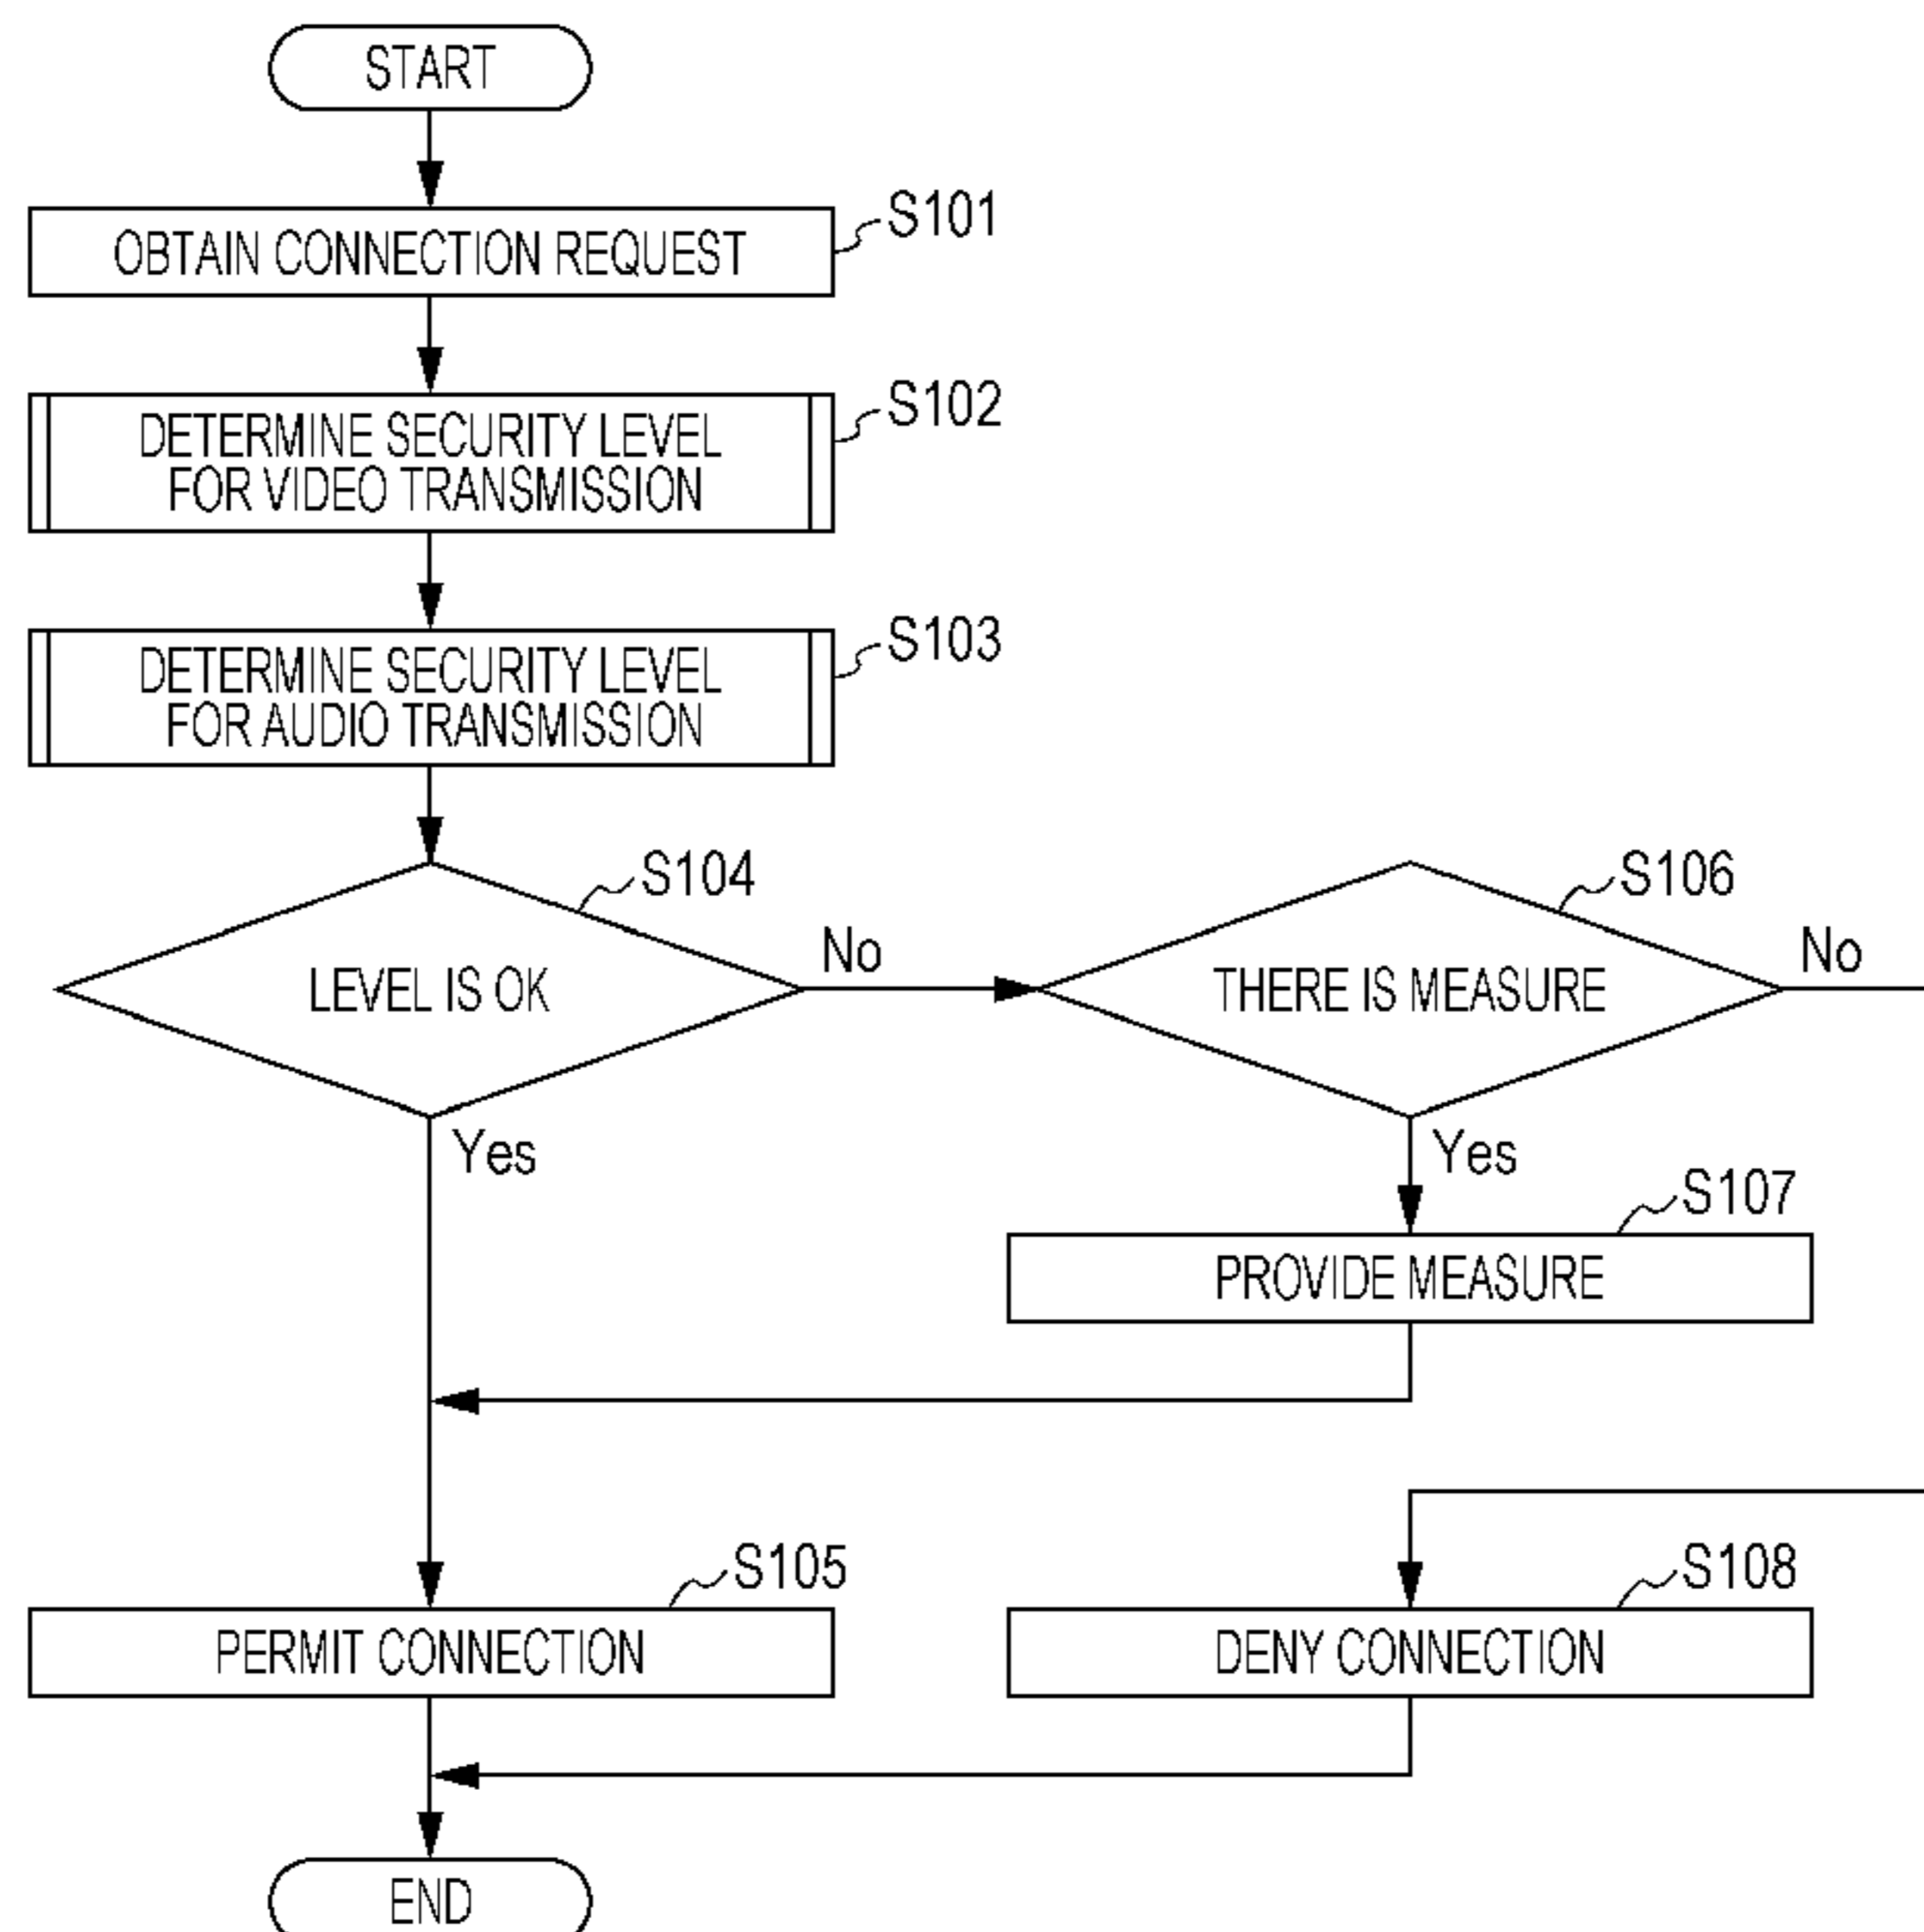 START
OBTAIN CONNECTION REQUEST
S101
DETERMINE SECURITY LEVEL
FOR VIDEO TRANSMISSION
S102
DETERMINE SECURITY LEVEL
FOR AUDIO TRANSMISSION
S103
LEVEL IS OK
S104
No
Yes
THERE IS MEASURE
S106
No
Yes
PROVIDE MEASURE
S107
PERMIT CONNECTION
S105
DENY CONNECTION
S108
END